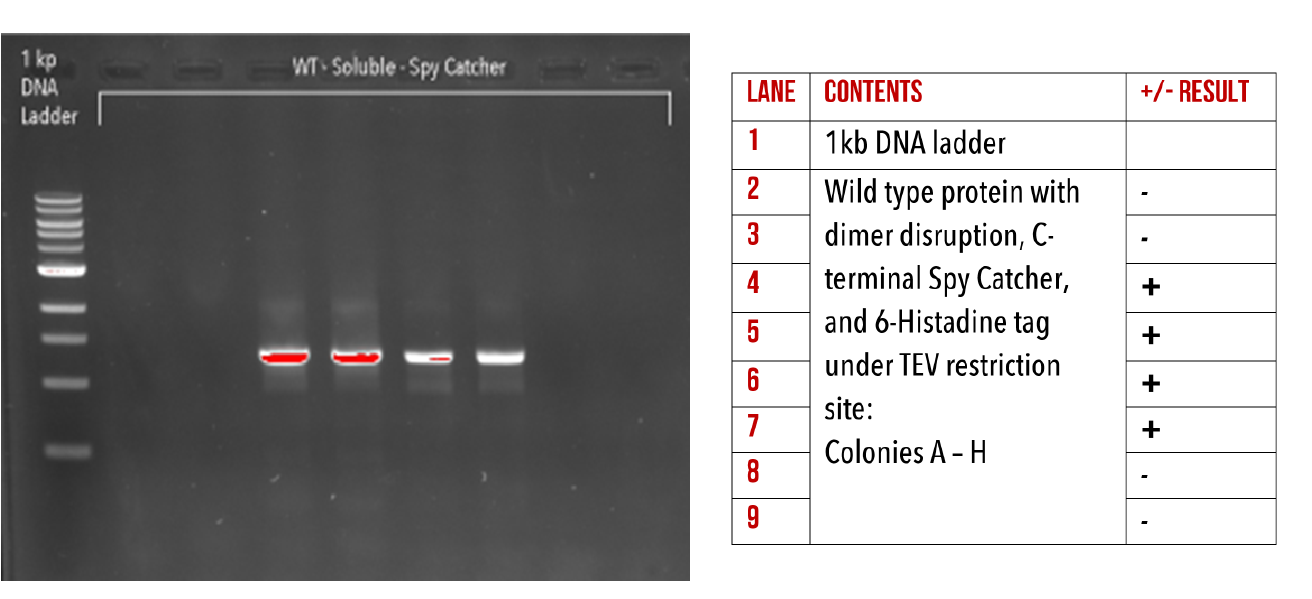 1 kp
DNA
Ladder
WT - Soluble - Spy Catcher
LANE CONTENTS +/- RESULT
1 1kb DNA ladder
2 Wild type protein with -
3 dimer disruption, C- -
4 terminal Spy Catcher, +
5 and 6-Histadine tag +
6 under TEV restriction +
site:
7 Colonies A – H +
8 -
9 -